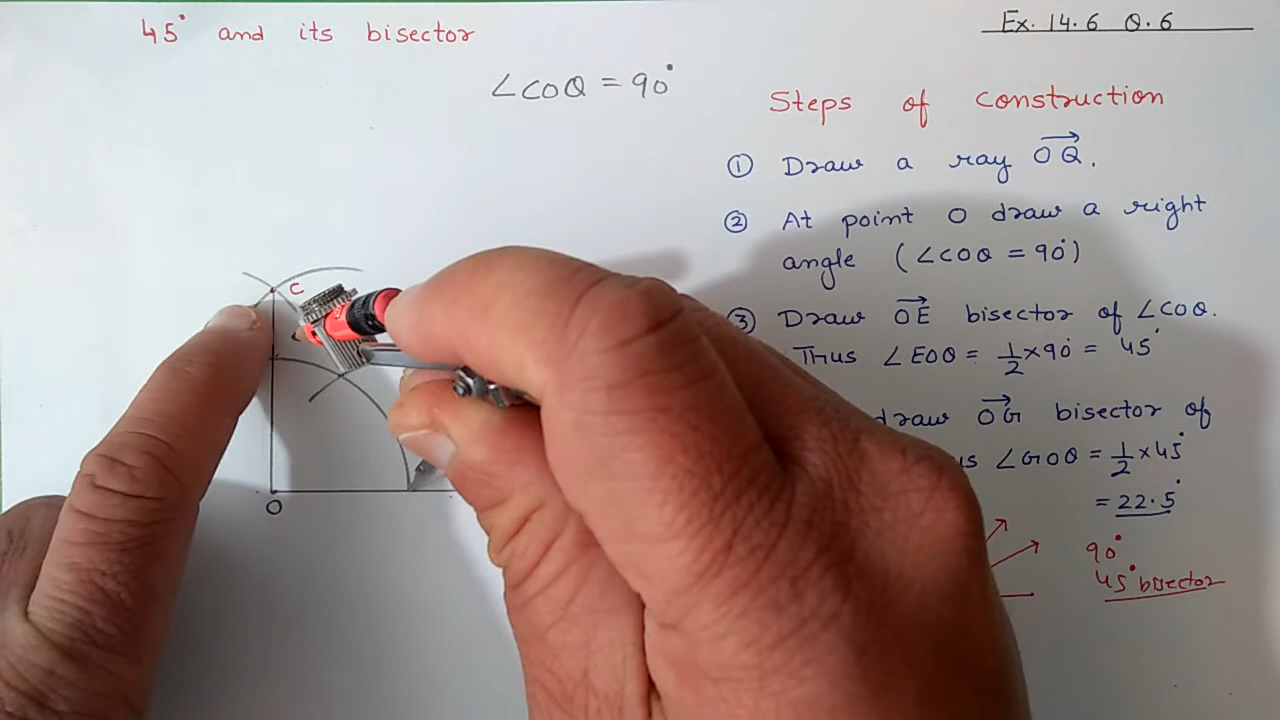 45° and its bisector
Ex. 14.6 Q.6
∠COQ = 90°
Steps of construction
① Draw a ray OQ→.
② At point O draw a right
angle (∠COQ = 90°)
③ Draw OE→ bisector of ∠COQ.
Thus ∠EOQ = 1/2 × 90° = 45°
draw OG→ bisector of
∠GOQ = 1/2 × 45°
= 22.5°
90°
45° bisector
C
O